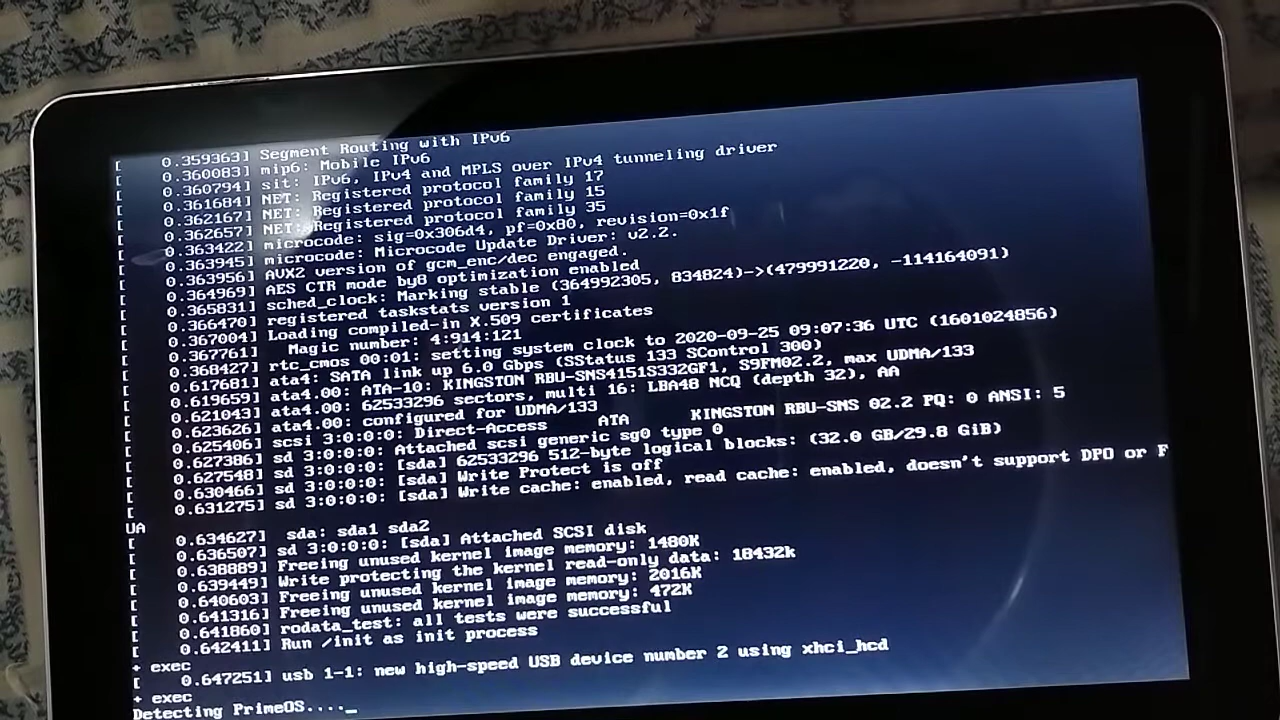 [    0.359363] Segment Routing with IPv6
[    0.360083] mip6: Mobile IPv6
[    0.360794] sit: IPv6, IPv4 and MPLS over IPv4 tunneling driver
[    0.361684] NET: Registered protocol family 17
[    0.362167] NET: Registered protocol family 15
[    0.362657] NET: Registered protocol family 35
[    0.363422] microcode: sig=0x306d4, pf=0x80, revision=0x1f
[    0.363945] microcode: Microcode Update Driver: v2.2.
[    0.363956] AVX2 version of gcm_enc/dec engaged.
[    0.364969] AES CTR mode by8 optimization enabled
[    0.365831] sched_clock: Marking stable (364992305, 834824)->(479991220, -114164091)
[    0.366470] registered taskstats version 1
[    0.367004] Loading compiled-in X.509 certificates
[    0.367761]   Magic number: 4:914:121
[    0.368427] rtc_cmos 00:01: setting system clock to 2020-09-25 09:07:36 UTC (1601024856)
[    0.617681] ata4: SATA link up 6.0 Gbps (SStatus 133 SControl 300)
[    0.619659] ata4.00: ATA-10: KINGSTON RBU-SNS4151S332GF1, S9FM02.2, max UDMA/133
[    0.621043] ata4.00: 62533296 sectors, multi 16: LBA48 NCQ (depth 32), AA
[    0.623626] ata4.00: configured for UDMA/133
[    0.625406] scsi 3:0:0:0: Direct-Access     ATA      KINGSTON RBU-SNS 02.2 PQ: 0 ANSI: 5
[    0.627386] sd 3:0:0:0: Attached scsi generic sg0 type 0
[    0.627548] sd 3:0:0:0: [sda] 62533296 512-byte logical blocks: (32.0 GB/29.8 GiB)
[    0.630466] sd 3:0:0:0: [sda] Write Protect is off
[    0.631275] sd 3:0:0:0: [sda] Write cache: enabled, read cache: enabled, doesn't support DPO or F
UA
[    0.634627]  sda: sda1 sda2
[    0.636507] sd 3:0:0:0: [sda] Attached SCSI disk
[    0.638889] Freeing unused kernel image memory: 1480K
[    0.639449] Write protecting the kernel read-only data: 18432k
[    0.640603] Freeing unused kernel image memory: 2016K
[    0.641316] Freeing unused kernel image memory: 472K
[    0.641860] rodata_test: all tests were successful
[    0.642411] Run /init as init process
+ exec
[    0.647251] usb 1-1: new high-speed USB device number 2 using xhci_hcd
+ exec
Detecting PrimeOS...._